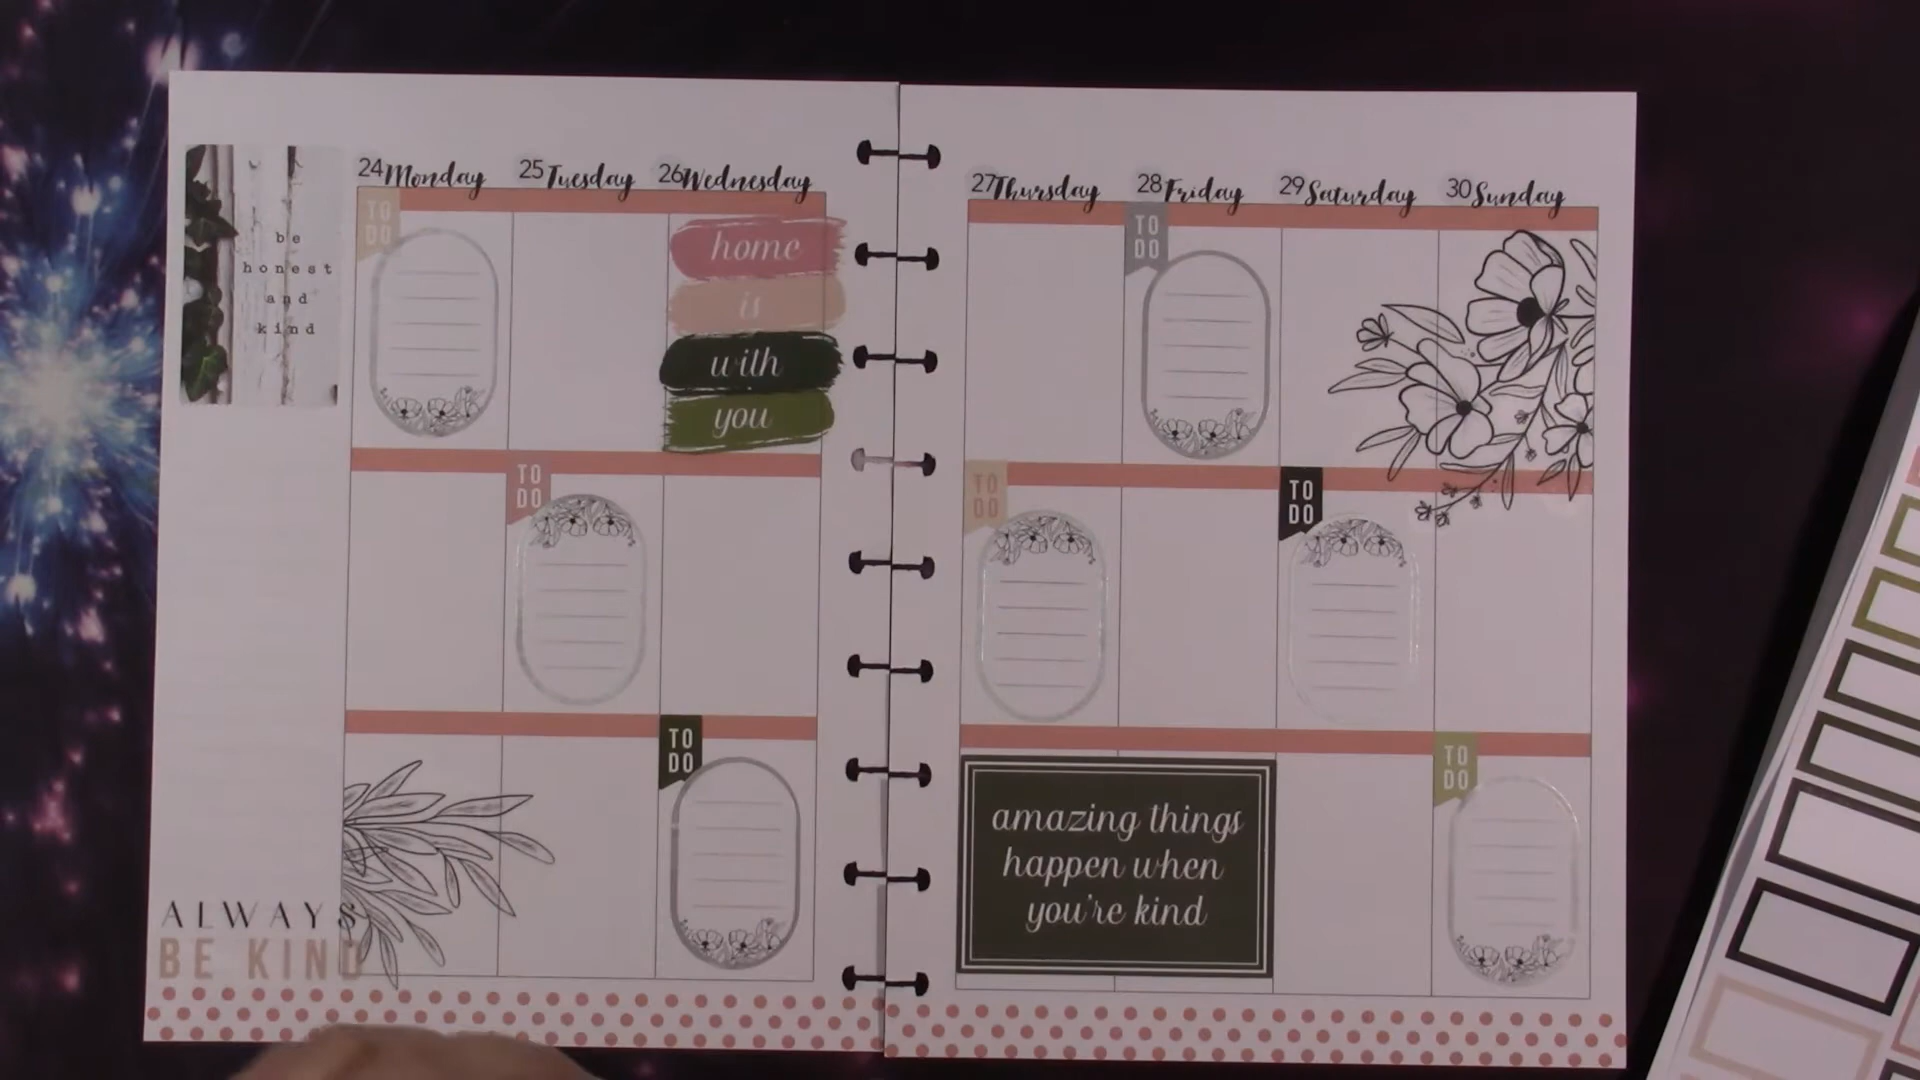 24 Monday
25 Tuesday
26 Wednesday
27 Thursday
28 Friday
29 Saturday
30 Sunday
be
honest
and
kind
TO
DO
home
is
with
you
TO
DO
TO
DO
TO
DO
TO
DO
TO
DO
amazing things
happen when
you're kind
TO
DO
ALWAYS
BE KIND